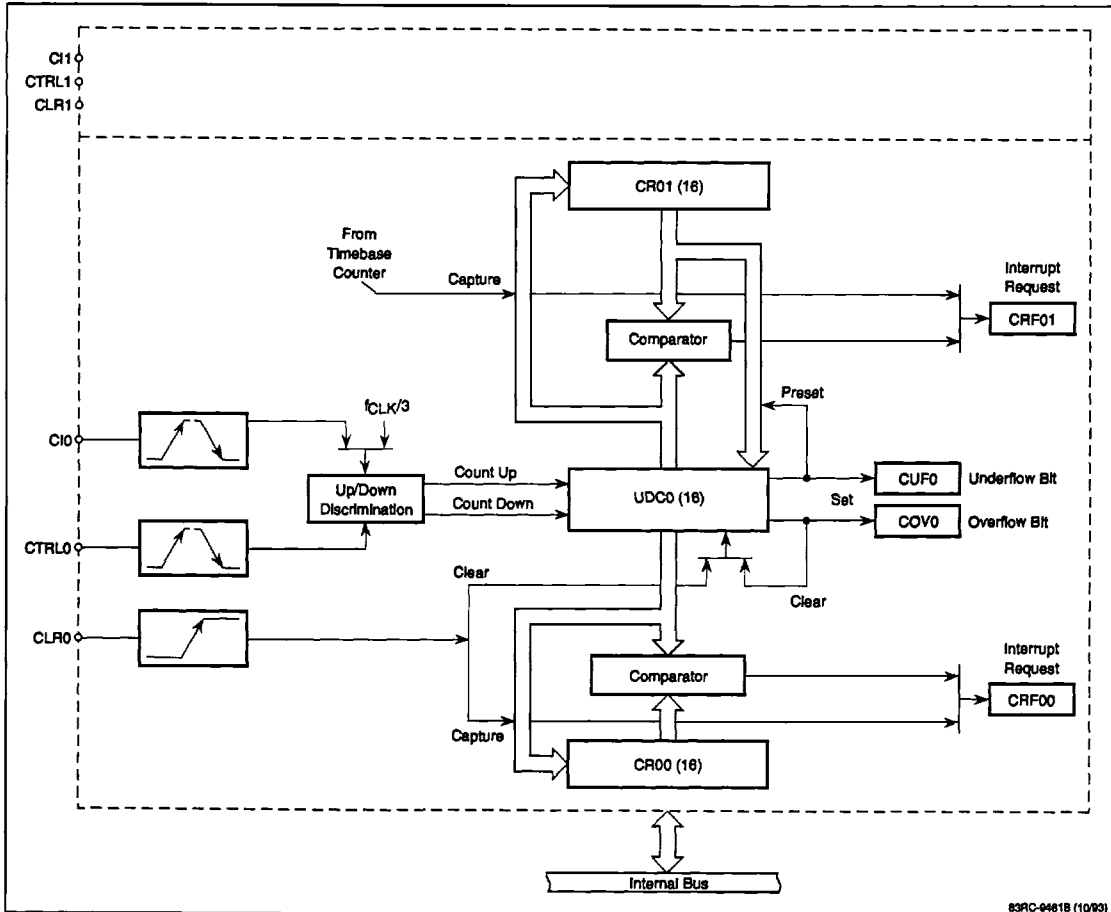 CI1
CTRL1
CLR1
CR01 (16)
From
Timebase
Counter
Capture
Interrupt
Request
CRF01
Comparator
Preset
fCLK/3
CI0
Up/Down
Discrimination
Count Up
Count Down
UDC0 (16)
CUF0
Underflow Bit
Set
COV0
Overflow Bit
CTRL0
Clear
Clear
CLR0
Comparator
Interrupt
Request
CRF00
Capture
CR00 (16)
Internal Bus
83RC-9461B (10/93)